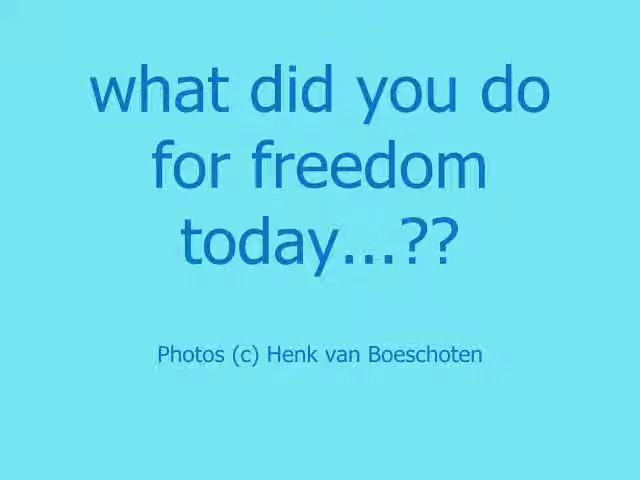 what did you do
for freedom
today...??
Photos (c) Henk van Boeschoten